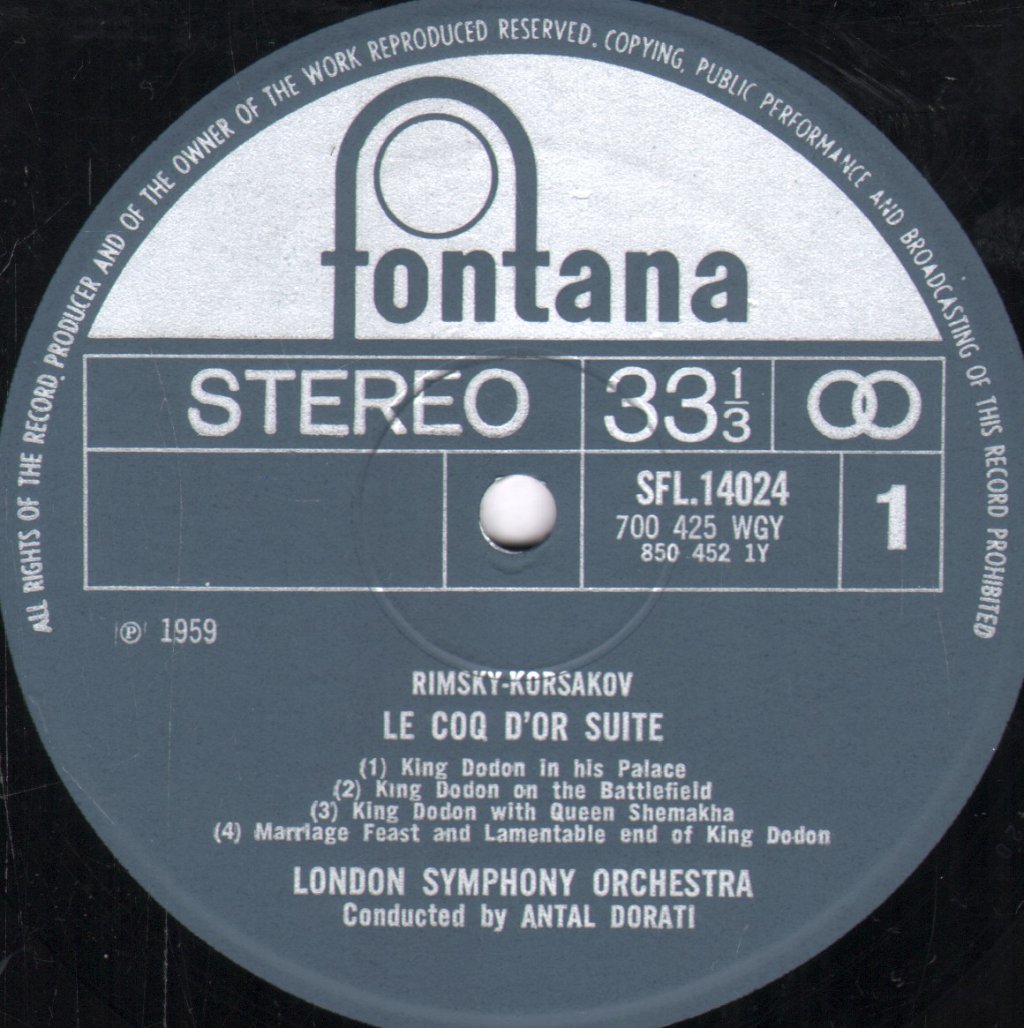 ALL RIGHTS OF THE RECORD PRODUCER AND OF THE OWNER OF THE WORK REPRODUCED RESERVED. COPYING, PUBLIC PERFORMANCE AND BROADCASTING OF THIS RECORD PROHIBITED
fontana
STEREO 33 1/3
SFL.14024
700 425 WGY
850 452 1Y
1
℗ 1959
RIMSKY-KORSAKOV
LE COQ D'OR SUITE
(1) King Dodon in his Palace
(2) King Dodon on the Battlefield
(3) King Dodon with Queen Shemakha
(4) Marriage Feast and Lamentable end of King Dodon
LONDON SYMPHONY ORCHESTRA
Conducted by ANTAL DORATI